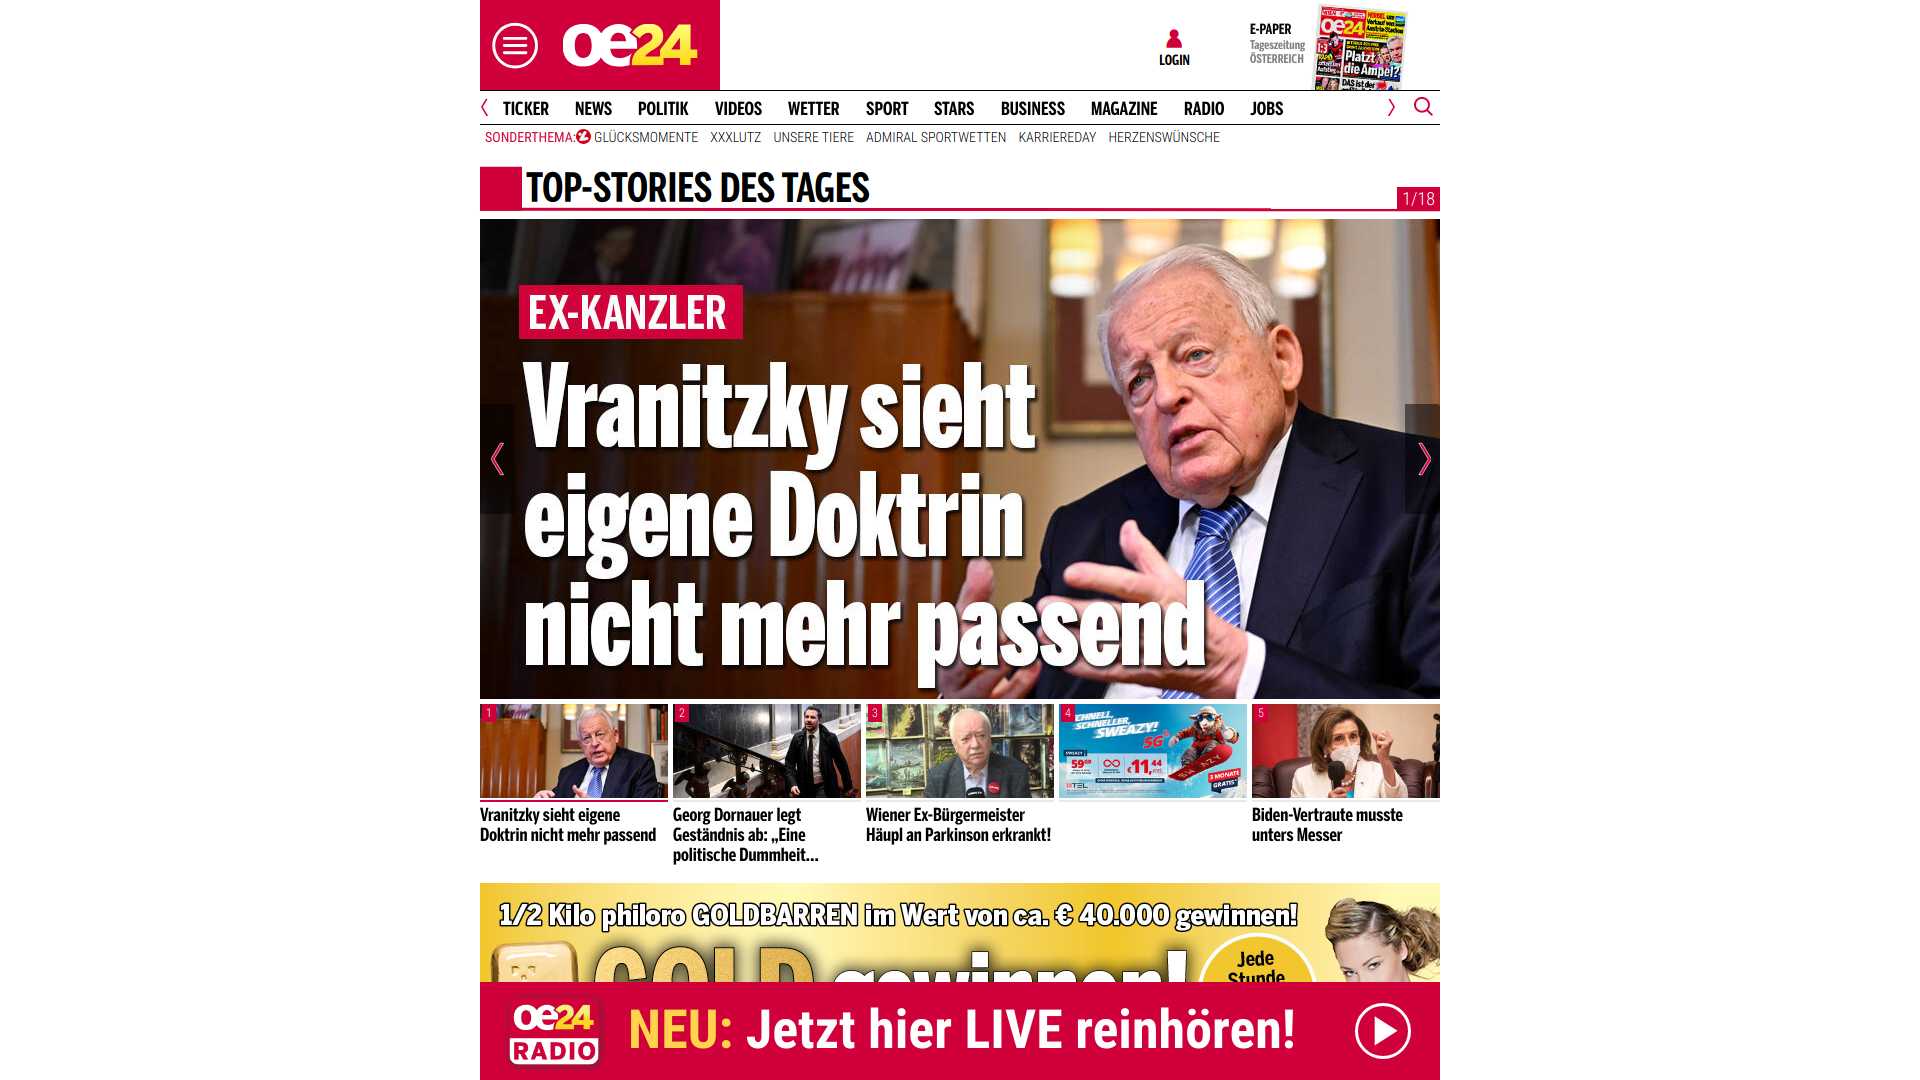 oe24
LOGIN
E-PAPER
Tageszeitung
ÖSTERREICH
oe24
Platzt
die Ampel?
TICKER NEWS POLITIK VIDEOS WETTER SPORT STARS BUSINESS MAGAZINE RADIO JOBS
SONDERTHEMA: GLÜCKSMOMENTE XXXLUTZ UNSERE TIERE ADMIRAL SPORTWETTEN KARRIEREDAY HERZENSWÜNSCHE
TOP-STORIES DES TAGES
1/18
EX-KANZLER
Vranitzky sieht
eigene Doktrin
nicht mehr passend
1
Vranitzky sieht eigene
Doktrin nicht mehr passend
2
Georg Dornauer legt
Geständnis ab: „Eine
politische Dummheit...
3
Wiener Ex-Bürgermeister
Häupl an Parkinson erkrankt!
4
SCHNELL,
SCHNELLER,
SWEAZY!
5G
€11,44
3 MONATE
GRATIS
5
Biden-Vertraute musste
unters Messer
1/2 Kilo philoro GOLDBARREN im Wert von ca. € 40.000 gewinnen!
GOLD gewinnen!
Jede
Stunde
oe24
RADIO
NEU: Jetzt hier LIVE reinhören!